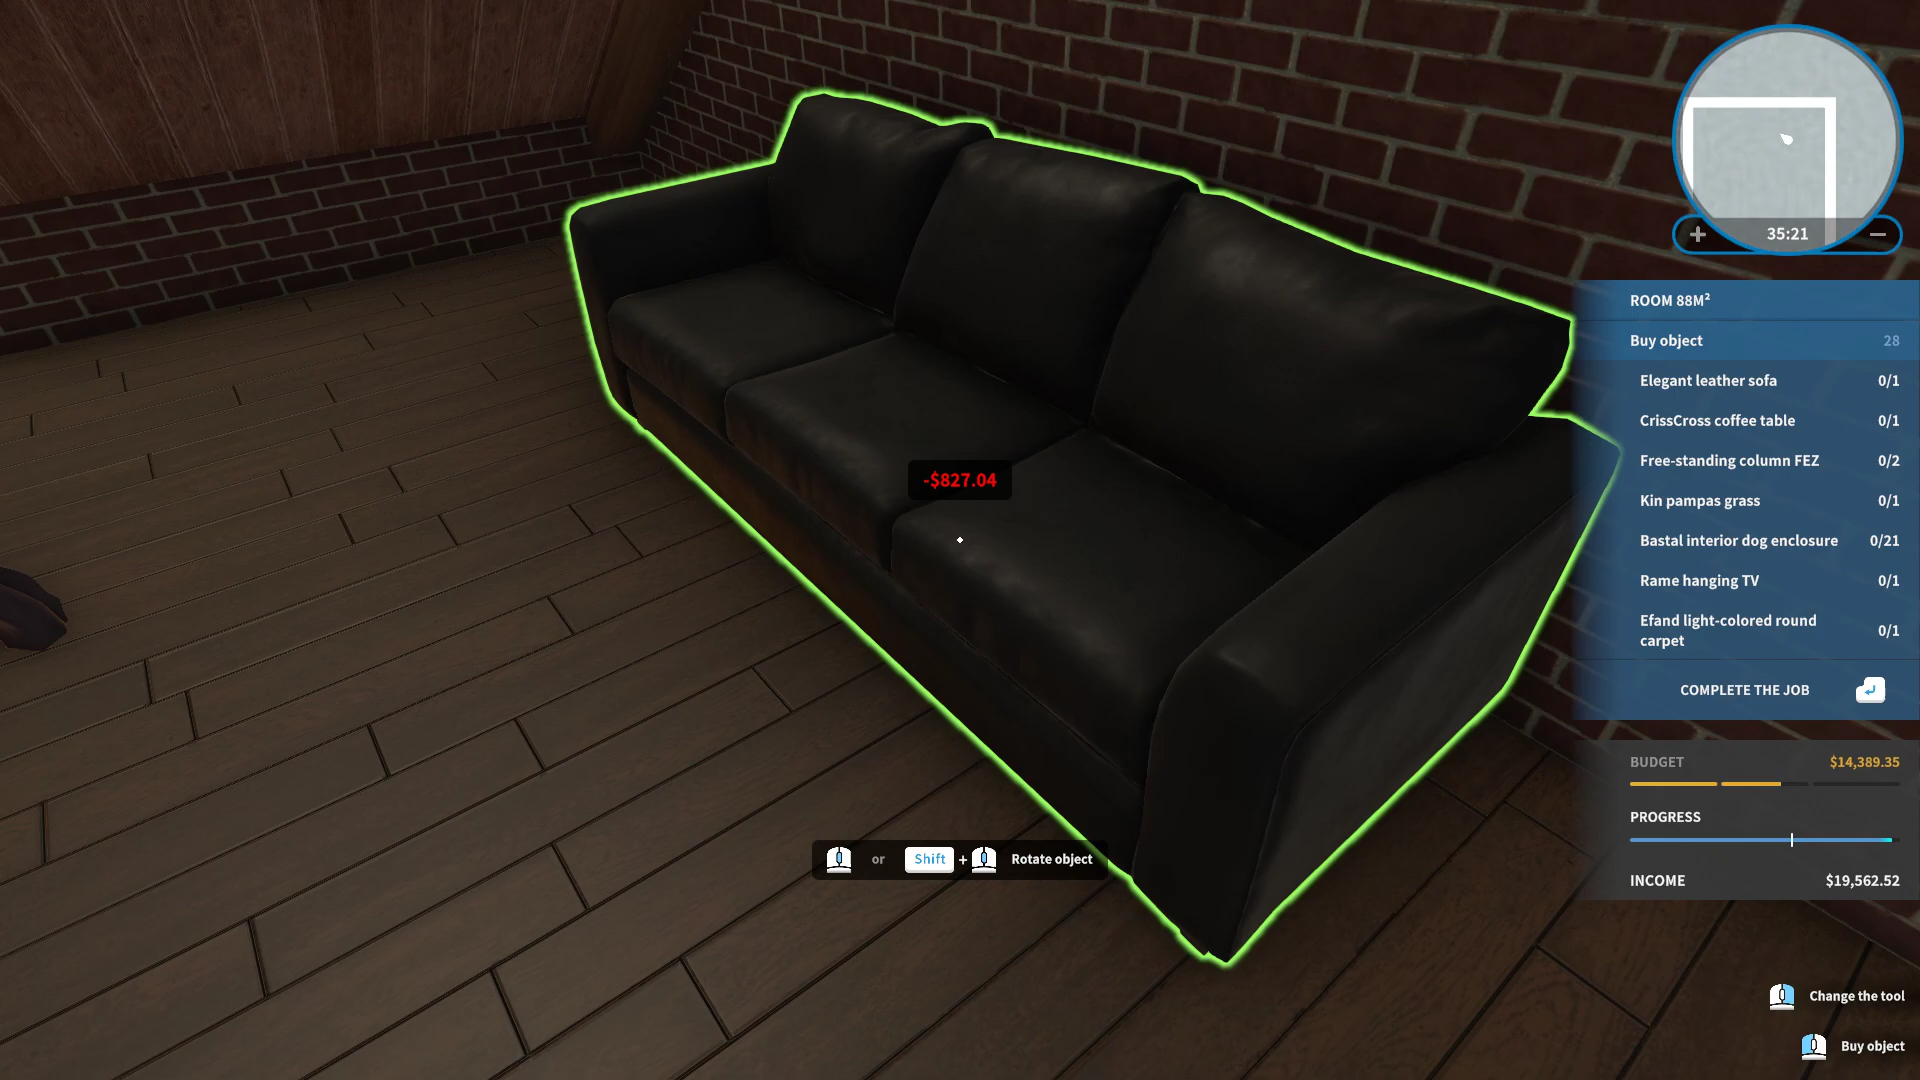 35:21
ROOM 88M²
Buy object 28
Elegant leather sofa 0/1
CrissCross coffee table 0/1
Free-standing column FEZ 0/2
Kin pampas grass 0/1
Bastal interior dog enclosure 0/21
Rame hanging TV 0/1
Efand light-colored round
carpet 0/1
COMPLETE THE JOB
-$827.04
BUDGET $14,389.35
PROGRESS
INCOME $19,562.52
or Shift + Rotate object
Change the tool
Buy object